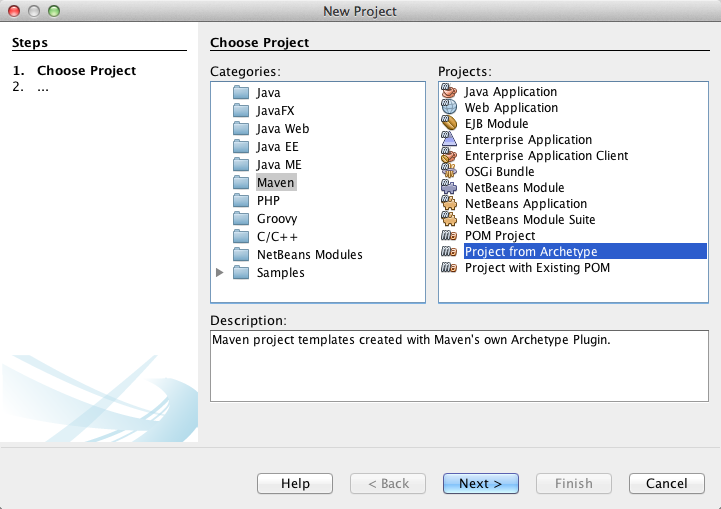 New Project
Steps
1. Choose Project
2. ...
Choose Project
Categories:
Java
JavaFX
Java Web
Java EE
Java ME
Maven
PHP
Groovy
C/C++
NetBeans Modules
Samples
Projects:
Java Application
Web Application
EJB Module
Enterprise Application
Enterprise Application Client
OSGi Bundle
NetBeans Module
NetBeans Application
NetBeans Module Suite
POM Project
Project from Archetype
Project with Existing POM
Description:
Maven project templates created with Maven's own Archetype Plugin.
Help
< Back
Next >
Finish
Cancel